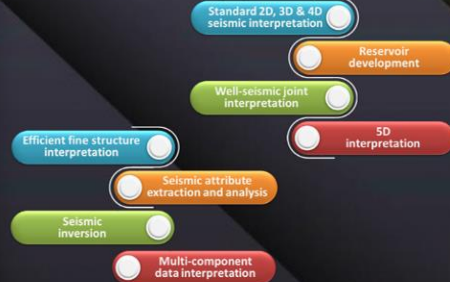 Standard 2D, 3D & 4D
seismic interpretation
Reservoir
development
Well-seismic joint
interpretation
5D
interpretation
Efficient fine structure
interpretation
Seismic attribute
extraction and analysis
Seismic
inversion
Multi-component
data interpretation